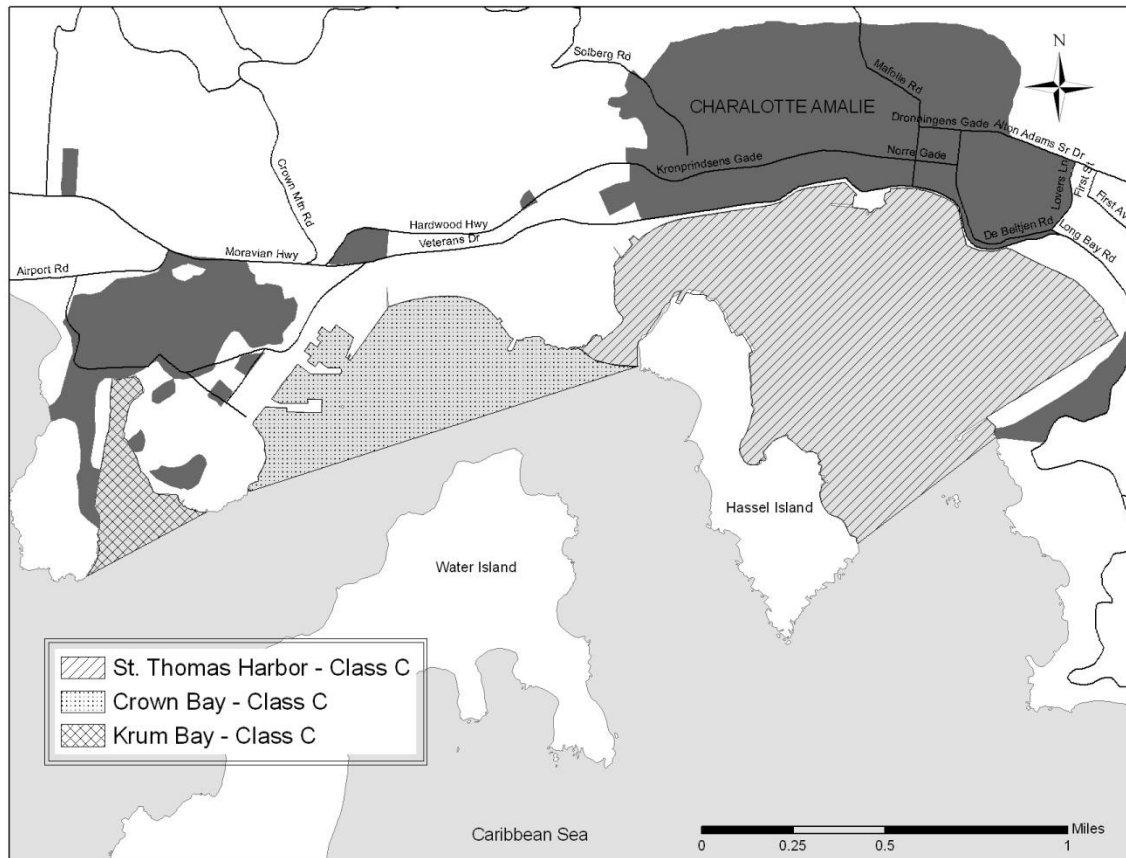 N
Solberg Rd
Mafolie Rd
CHARALOTTE AMALIE
Dronningens Gade
Alton Adams Sr Dr
Kronprindsens Gade
Norre Gade
Lovers Ln
First S
First Av
Crown Mtn Rd
Hardwood Hwy
Veterans Dr
De Beltjen Rd
Long Bay Rd
Moravian Hwy
Airport Rd
Hassel Island
Water Island
St. Thomas Harbor - Class C
Crown Bay - Class C
Krum Bay - Class C
Caribbean Sea
Miles
0 0.25 0.5 1